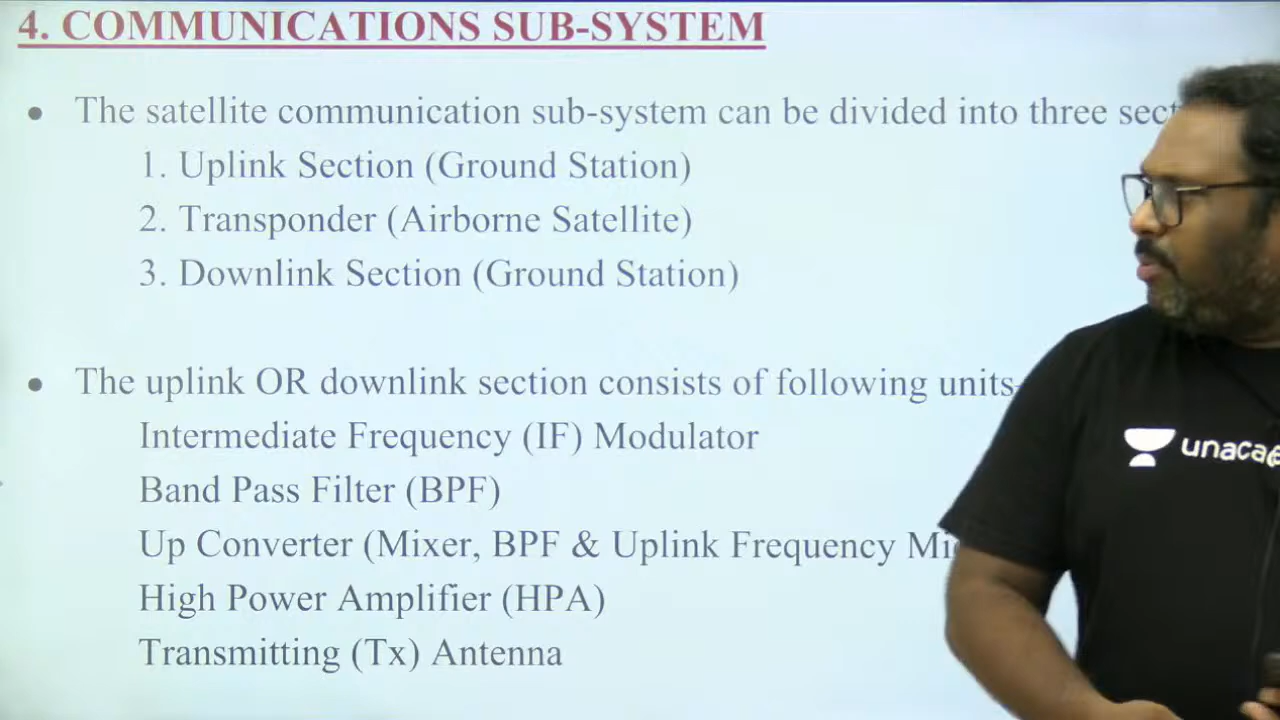 4. COMMUNICATIONS SUB-SYSTEM
• The satellite communication sub-system can be divided into three
1. Uplink Section (Ground Station)
2. Transponder (Airborne Satellite)
3. Downlink Section (Ground Station)
• The uplink OR downlink section consists of following units-
Intermediate Frequency (IF) Modulator
Band Pass Filter (BPF)
Up Converter (Mixer, BPF & Uplink Frequency
High Power Amplifier (HPA)
Transmitting (Tx) Antenna